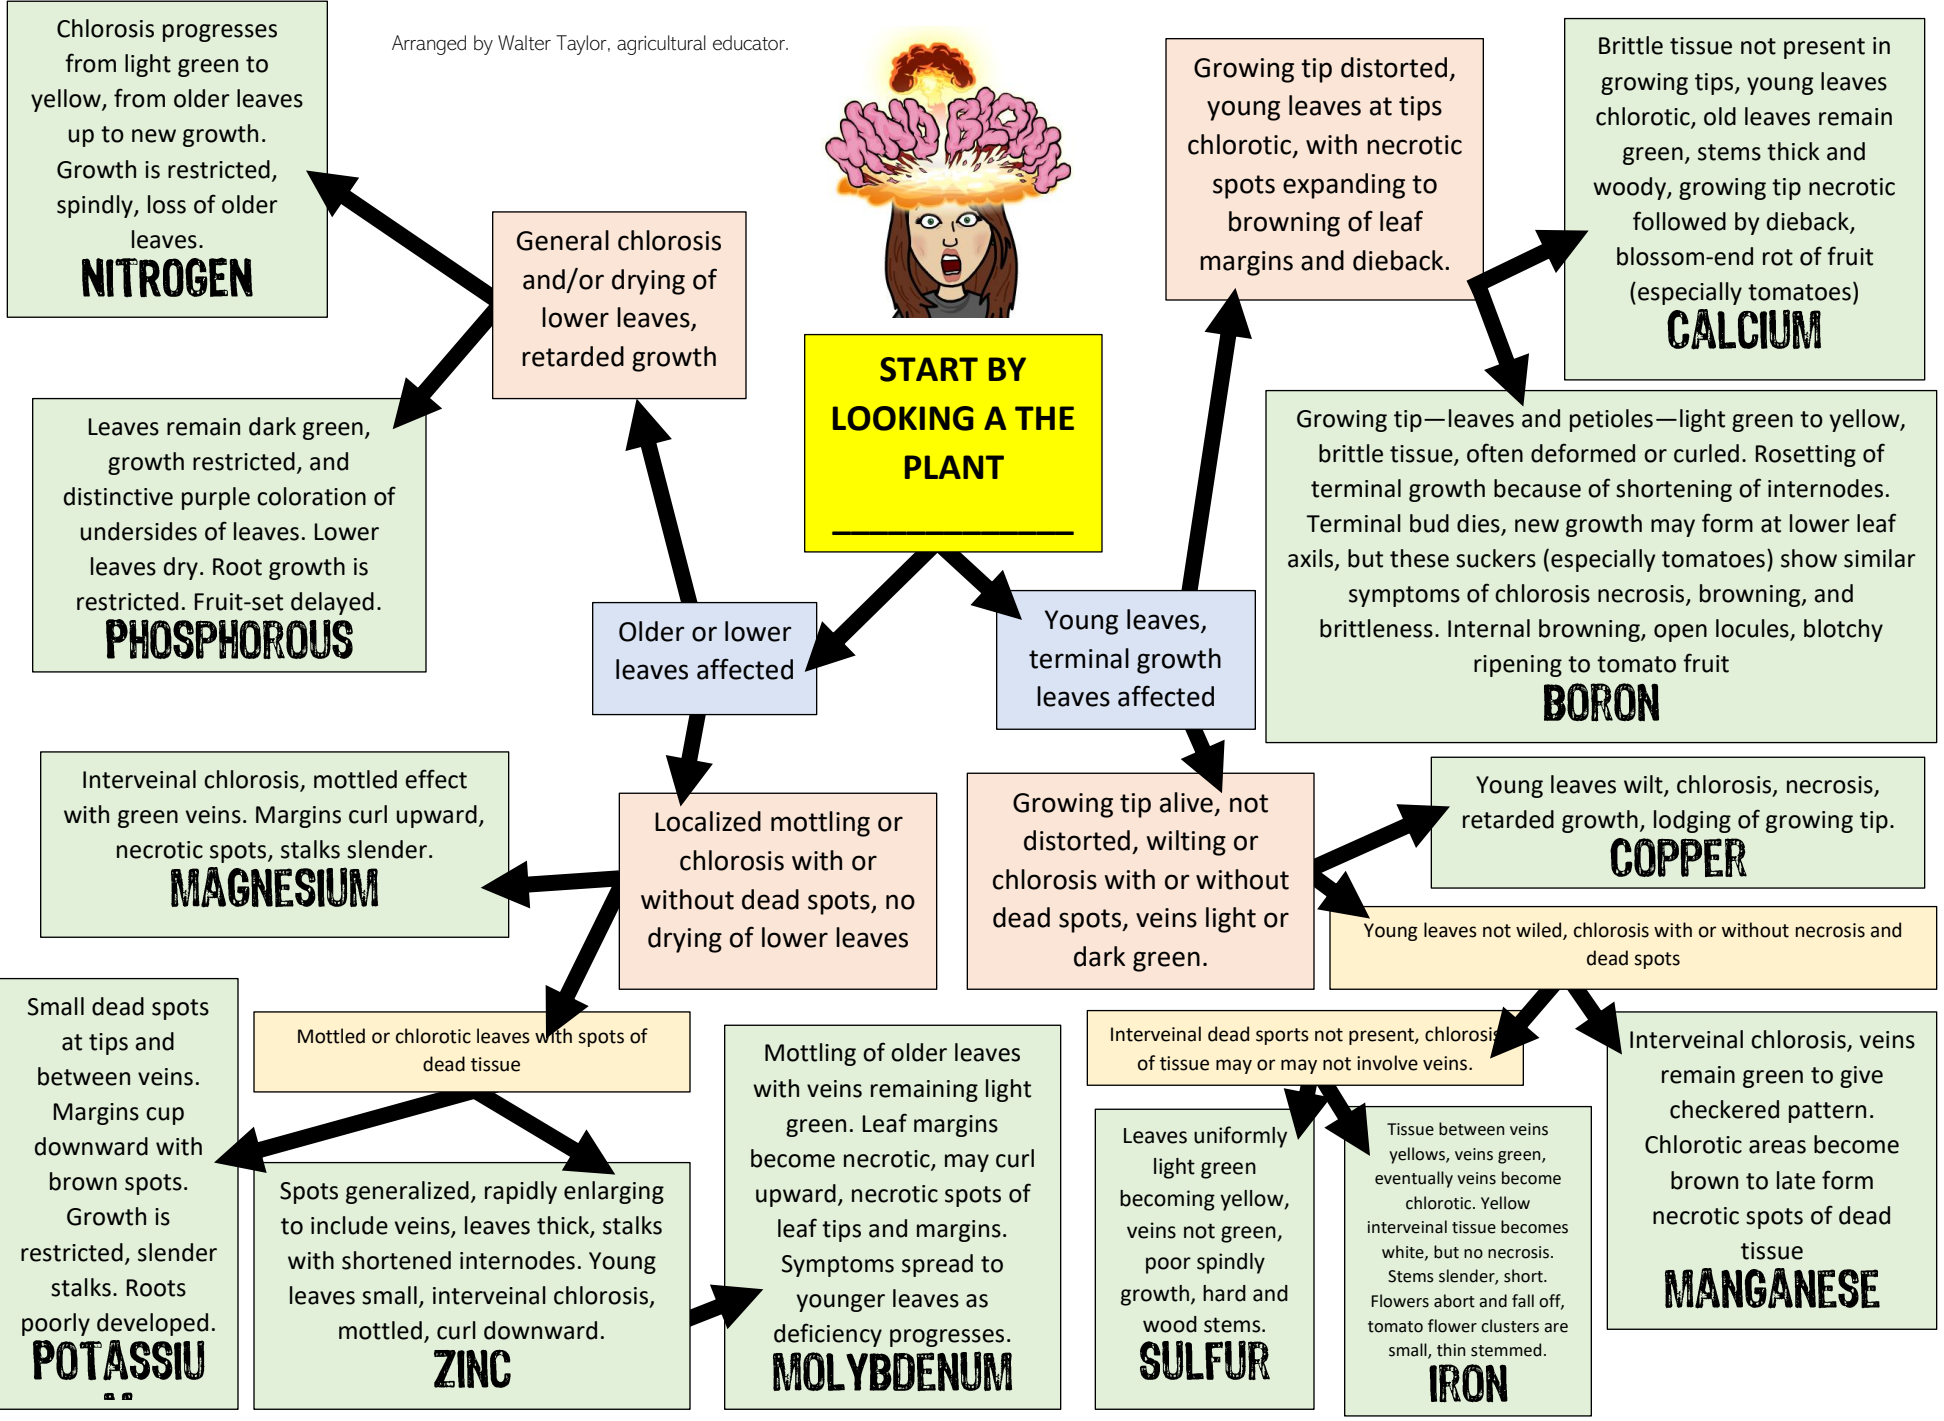 Arranged by Walter Taylor, agricultural educator.
MIND BLOWN
START BY
LOOKING A THE
PLANT
_______________
Older or lower
leaves affected
General chlorosis
and/or drying of
lower leaves,
retarded growth
Chlorosis progresses
from light green to
yellow, from older leaves
up to new growth.
Growth is restricted,
spindly, loss of older
leaves.
NITROGEN
Leaves remain dark green,
growth restricted, and
distinctive purple coloration of
undersides of leaves. Lower
leaves dry. Root growth is
restricted. Fruit-set delayed.
PHOSPHOROUS
Localized mottling or
chlorosis with or
without dead spots, no
drying of lower leaves
Interveinal chlorosis, mottled effect
with green veins. Margins curl upward,
necrotic spots, stalks slender.
MAGNESIUM
Mottled or chlorotic leaves with spots of
dead tissue
Small dead spots
at tips and
between veins.
Margins cup
downward with
brown spots.
Growth is
restricted, slender
stalks. Roots
poorly developed.
POTASSIU
Spots generalized, rapidly enlarging
to include veins, leaves thick, stalks
with shortened internodes. Young
leaves small, interveinal chlorosis,
mottled, curl downward.
ZINC
Mottling of older leaves
with veins remaining light
green. Leaf margins
become necrotic, may curl
upward, necrotic spots of
leaf tips and margins.
Symptoms spread to
younger leaves as
deficiency progresses.
MOLYBDENUM
Young leaves,
terminal growth
leaves affected
Growing tip distorted,
young leaves at tips
chlorotic, with necrotic
spots expanding to
browning of leaf
margins and dieback.
Brittle tissue not present in
growing tips, young leaves
chlorotic, old leaves remain
green, stems thick and
woody, growing tip necrotic
followed by dieback,
blossom-end rot of fruit
(especially tomatoes)
CALCIUM
Growing tip—leaves and petioles—light green to yellow,
brittle tissue, often deformed or curled. Rosetting of
terminal growth because of shortening of internodes.
Terminal bud dies, new growth may form at lower leaf
axils, but these suckers (especially tomatoes) show similar
symptoms of chlorosis necrosis, browning, and
brittleness. Internal browning, open locules, blotchy
ripening to tomato fruit
BORON
Growing tip alive, not
distorted, wilting or
chlorosis with or without
dead spots, veins light or
dark green.
Young leaves wilt, chlorosis, necrosis,
retarded growth, lodging of growing tip.
COPPER
Young leaves not wiled, chlorosis with or without necrosis and
dead spots
Interveinal dead sports not present, chlorosis
of tissue may or may not involve veins.
Leaves uniformly
light green
becoming yellow,
veins not green,
poor spindly
growth, hard and
wood stems.
SULFUR
Tissue between veins
yellows, veins green,
eventually veins become
chlorotic. Yellow
interveinal tissue becomes
white, but no necrosis.
Stems slender, short.
Flowers abort and fall off,
tomato flower clusters are
small, thin stemmed.
IRON
Interveinal chlorosis, veins
remain green to give
checkered pattern.
Chlorotic areas become
brown to late form
necrotic spots of dead
tissue
MANGANESE